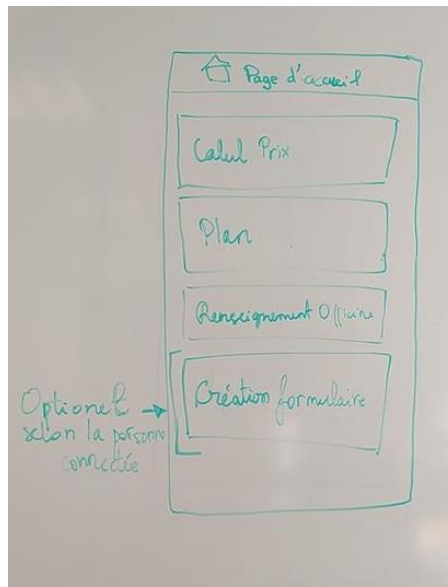 Page d'accueil
Calcul Prix
Plan
Renseignement Officine
Création formulaire
Optionel
selon la personne
connectée